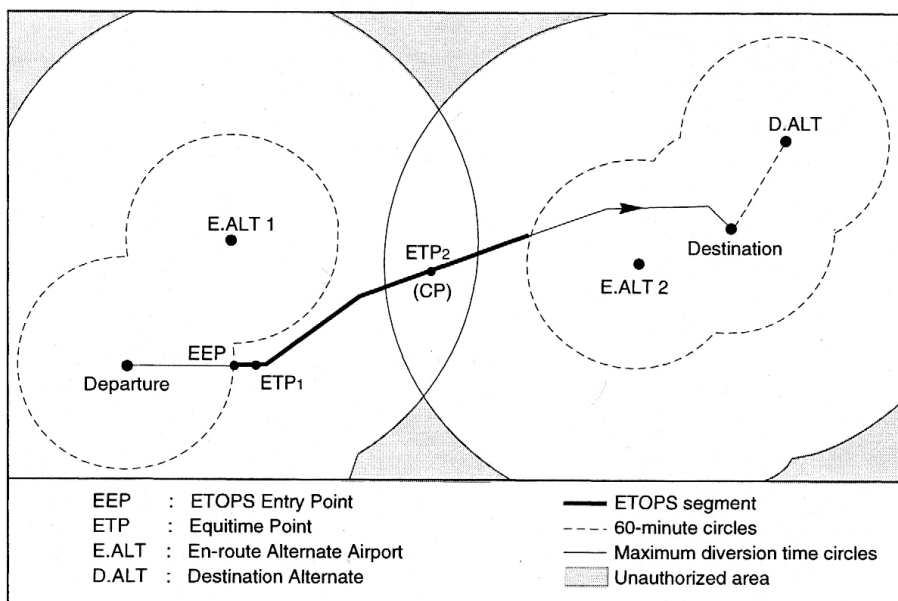 D.ALT
E.ALT 1
ETP2
(CP)
Destination
E.ALT 2
EEP
Departure
ETP1
EEP : ETOPS Entry Point
ETP : Equitime Point
E.ALT : En-route Alternate Airport
D.ALT : Destination Alternate
ETOPS segment
60-minute circles
Maximum diversion time circles
Unauthorized area